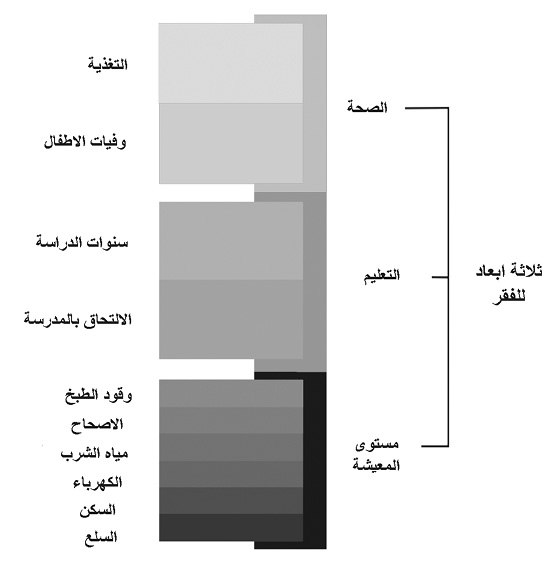 ثلاثة ابعاد
للفقر
الصحة
التغذية
وفيات الاطفال
التعليم
سنوات الدراسة
الالتحاق بالمدرسة
مستوى
المعيشة
وقود الطبخ
الاصحاح
مياه الشرب
الكهرباء
السكن
السلع